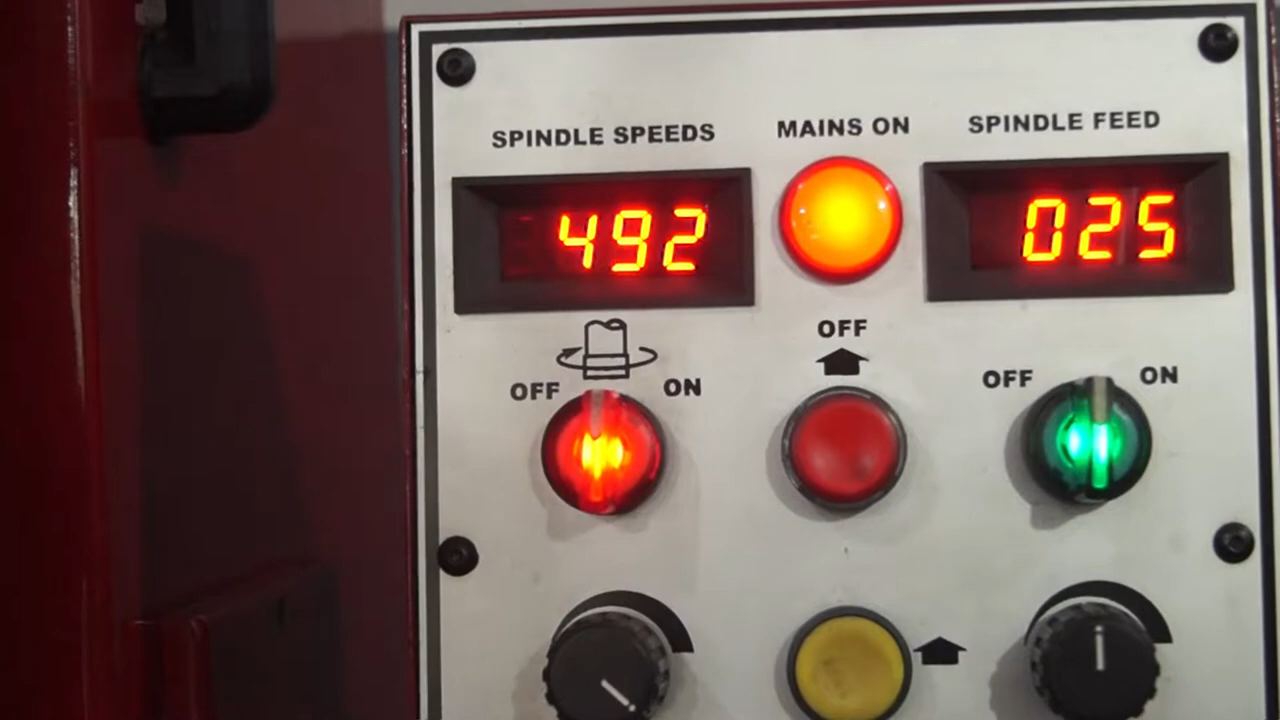 SPINDLE SPEEDS
MAINS ON
SPINDLE FEED
492
025
OFF
OFF
ON
OFF
ON